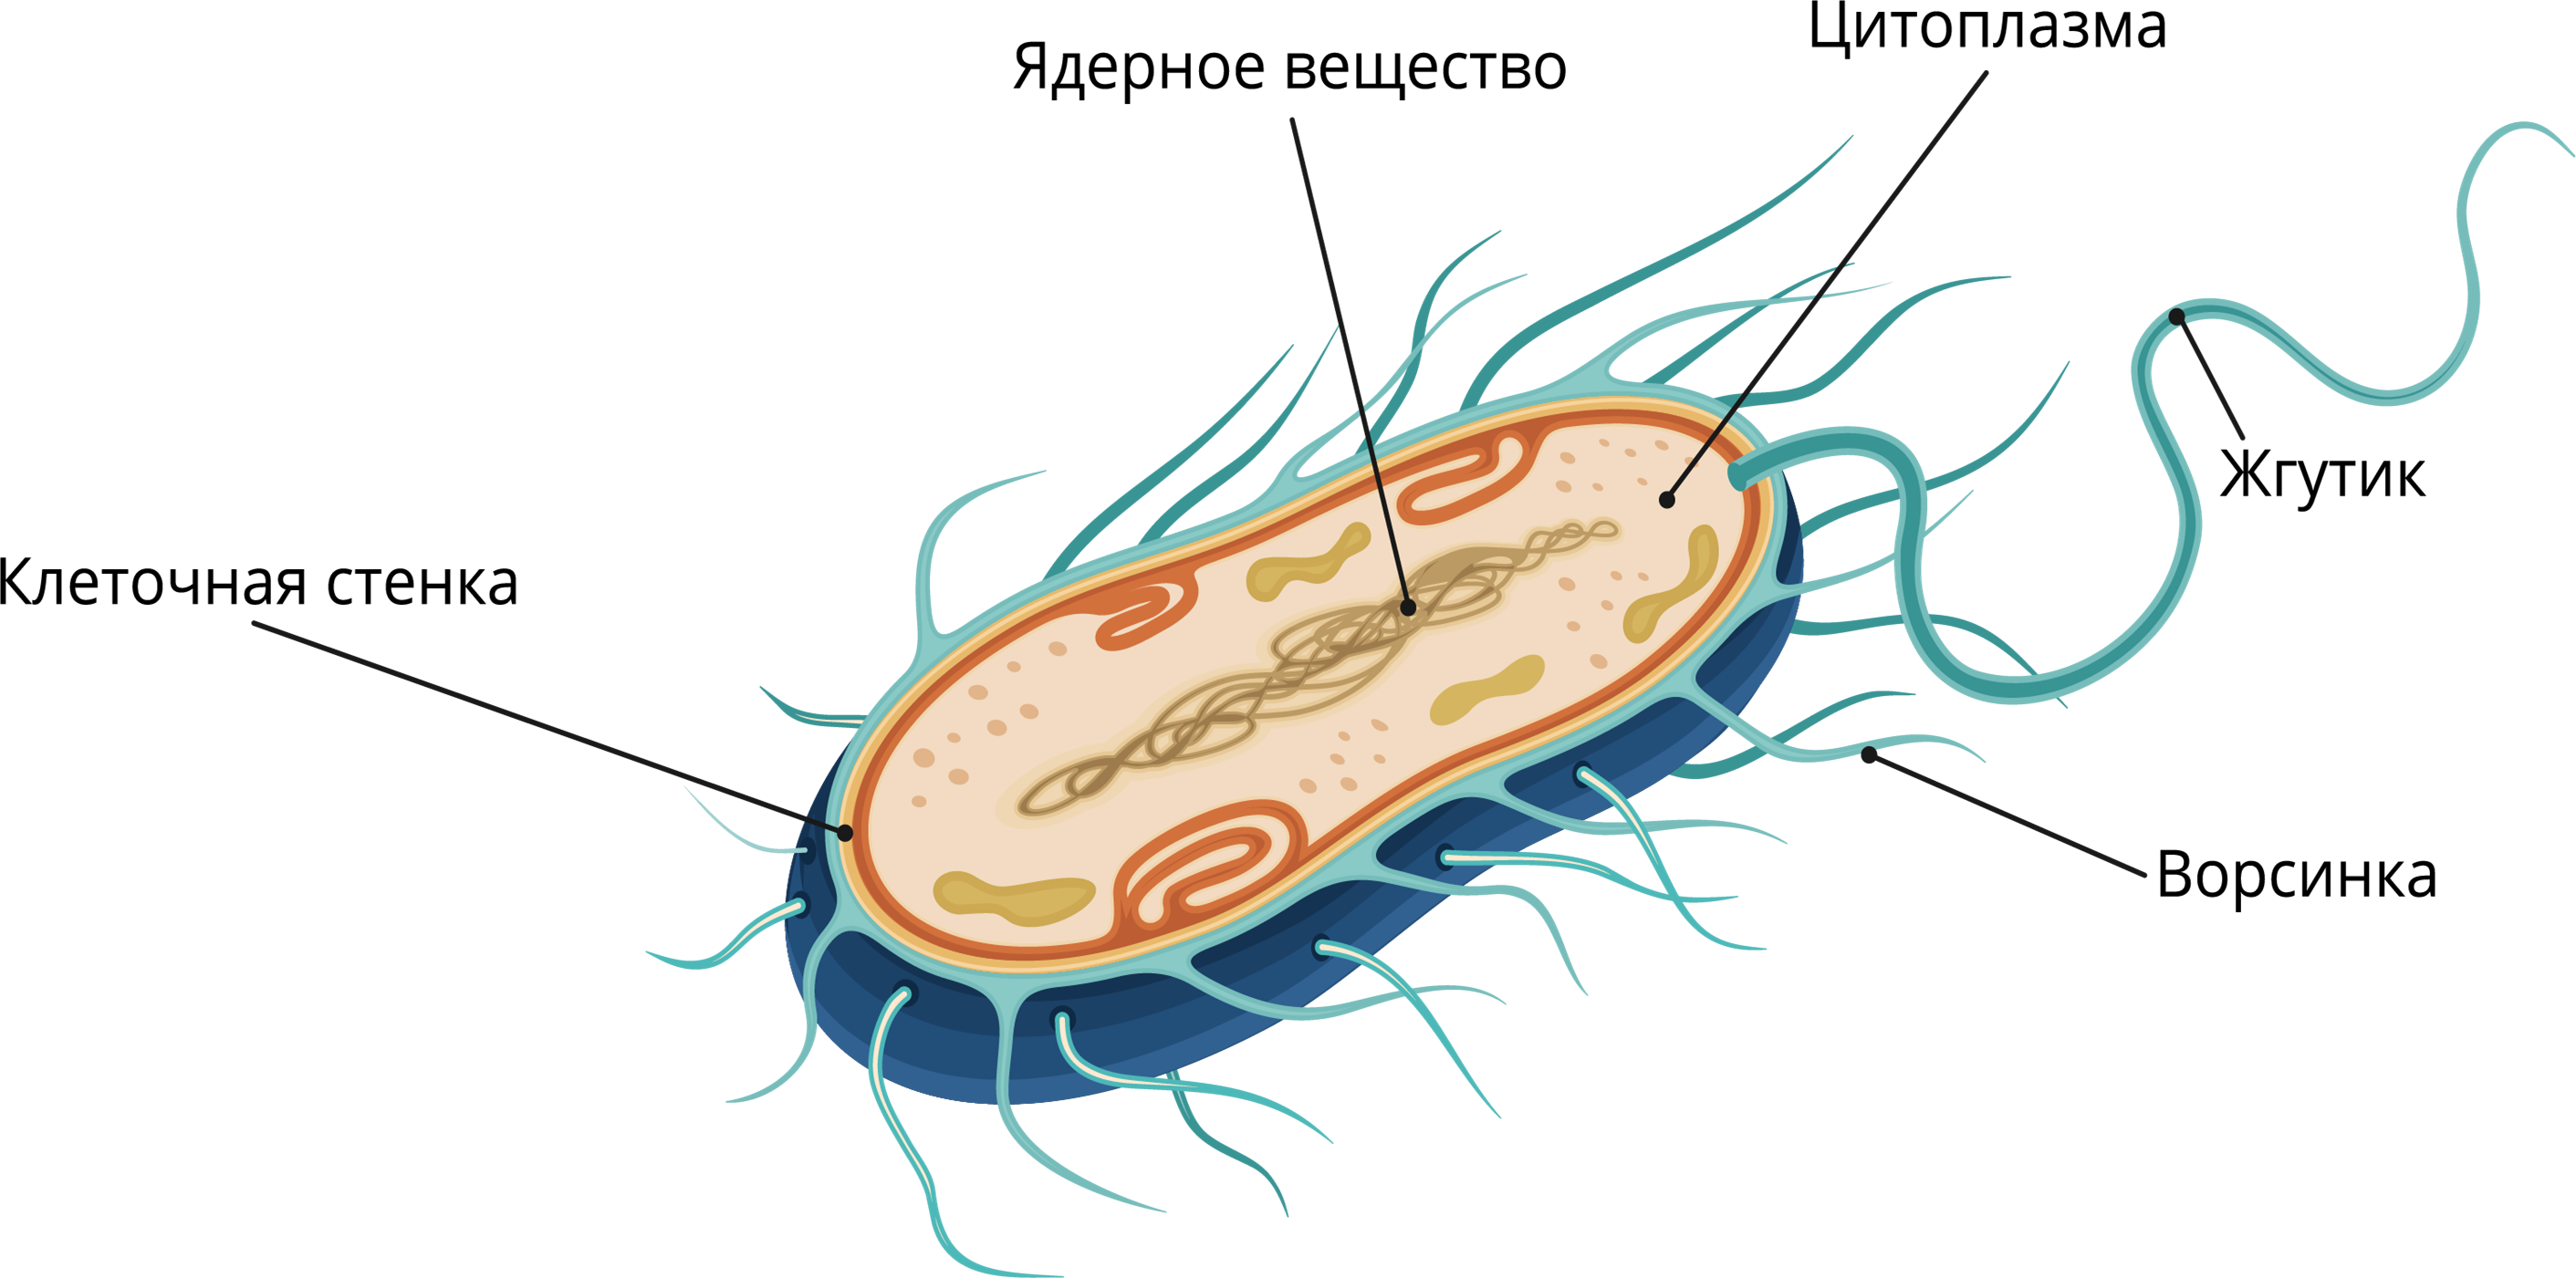 Цитоплазма
Ядерное вещество
Жгутик
Клеточная стенка
Ворсинка